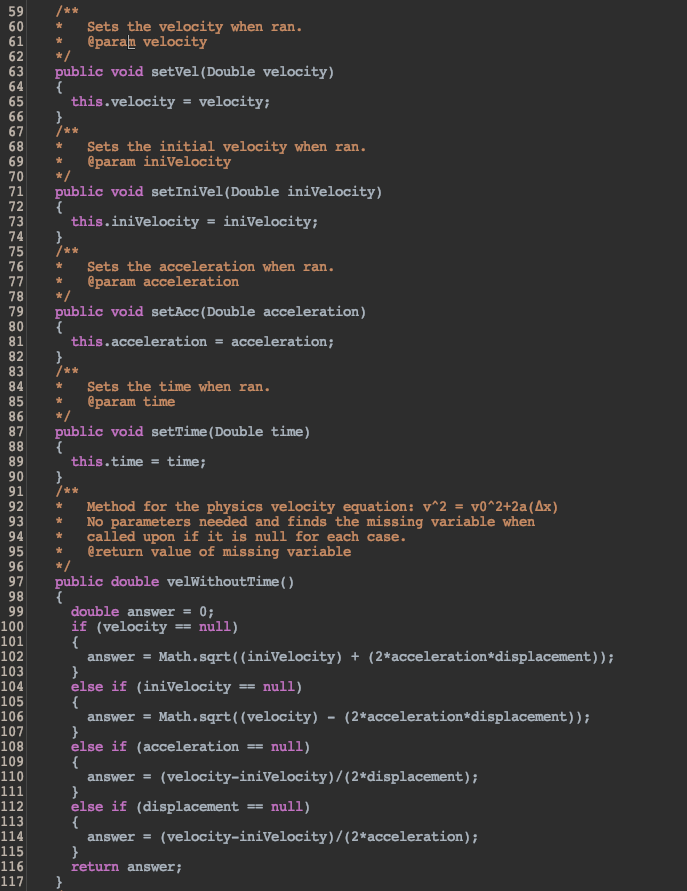 59 /**
60 * Sets the velocity when ran.
61 * @param velocity
62 */
63 public void setVel(Double velocity)
64 {
65 this.velocity = velocity;
66 }
67 /**
68 * Sets the initial velocity when ran.
69 * @param iniVelocity
70 */
71 public void setIniVel(Double iniVelocity)
72 {
73 this.iniVelocity = iniVelocity;
74 }
75 /**
76 * Sets the acceleration when ran.
77 * @param acceleration
78 */
79 public void setAcc(Double acceleration)
80 {
81 this.acceleration = acceleration;
82 }
83 /**
84 * Sets the time when ran.
85 * @param time
86 */
87 public void setTime(Double time)
88 {
89 this.time = time;
90 }
91 /**
92 * Method for the physics velocity equation: v^2 = v0^2+2a(Δx)
93 * No parameters needed and finds the missing variable when
94 * called upon if it is null for each case.
95 * @return value of missing variable
96 */
97 public double velWithoutTime()
98 {
99 double answer = 0;
100 if (velocity == null)
101 {
102 answer = Math.sqrt((iniVelocity) + (2*acceleration*displacement));
103 }
104 else if (iniVelocity == null)
105 {
106 answer = Math.sqrt((velocity) - (2*acceleration*displacement));
107 }
108 else if (acceleration == null)
109 {
110 answer = (velocity-iniVelocity)/(2*displacement);
111 }
112 else if (displacement == null)
113 {
114 answer = (velocity-iniVelocity)/(2*acceleration);
115 }
116 return answer;
117 }